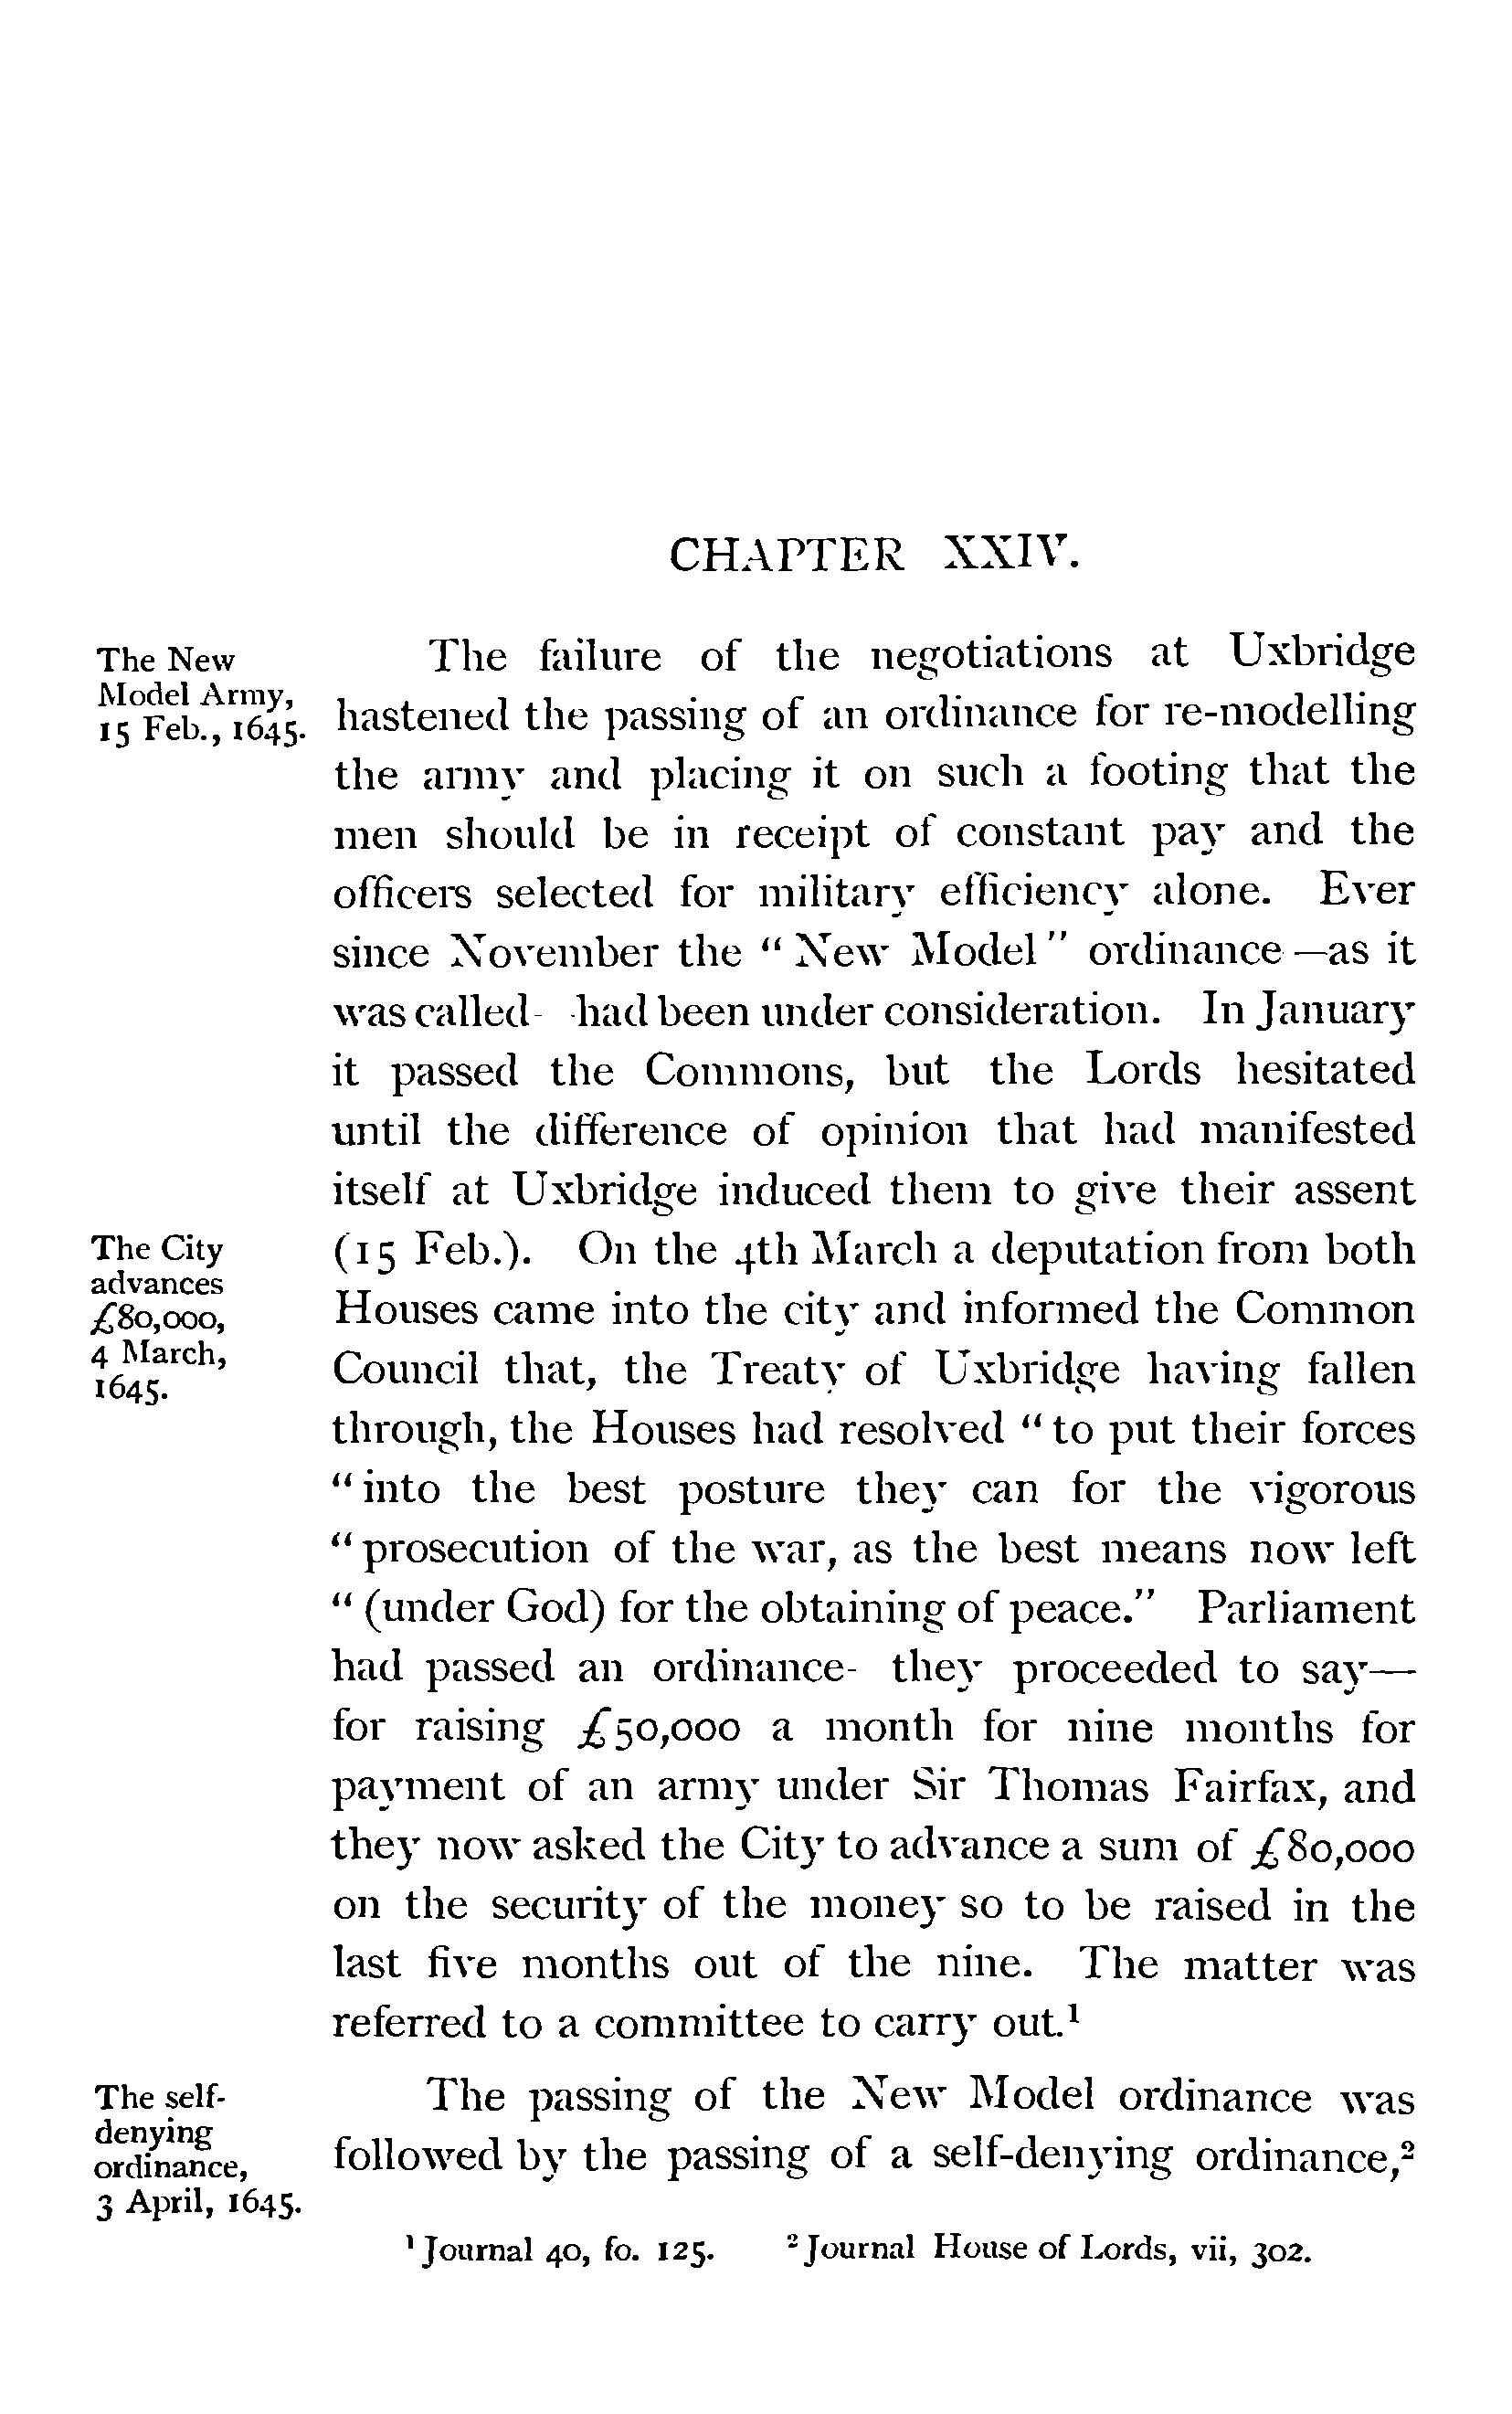 CHAPTER XXIV.
The New
Model Army,
15 Feb., 1645.
The failure of the negotiations at Uxbridge
hastened the passing of an ordinance for re-modelling
the army and placing it on such a footing that the
men should be in receipt of constant pay and the
officers selected for military efficiency alone. Ever
since November the "New Model" ordinance—as it
was called—had been under consideration. In January
it passed the Commons, but the Lords hesitated
until the difference of opinion that had manifested
itself at Uxbridge induced them to give their assent
The City
advances
£80,000,
4 March,
1645.
(15 Feb.). On the 4th March a deputation from both
Houses came into the city and informed the Common
Council that, the Treaty of Uxbridge having fallen
through, the Houses had resolved "to put their forces
"into the best posture they can for the vigorous
"prosecution of the war, as the best means now left
"(under God) for the obtaining of peace." Parliament
had passed an ordinance- they proceeded to say—
for raising £50,000 a month for nine months for
payment of an army under Sir Thomas Fairfax, and
they now asked the City to advance a sum of £80,000
on the security of the money so to be raised in the
last five months out of the nine. The matter was
referred to a committee to carry out.¹
The self-
denying
ordinance,
3 April, 1645.
The passing of the New Model ordinance was
followed by the passing of a self-denying ordinance,²
¹ Journal 40, fo. 125. ² Journal House of Lords, vii, 302.